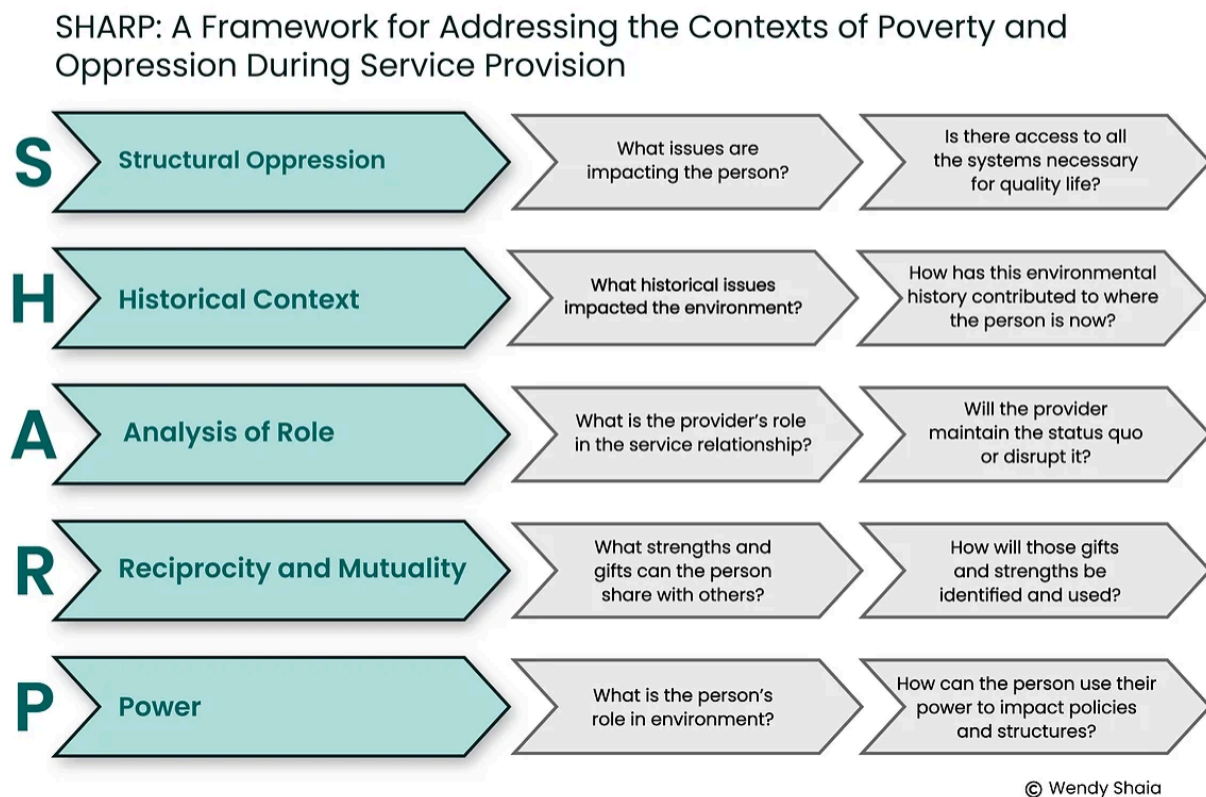 SHARP: A Framework for Addressing the Contexts of Poverty and
Oppression During Service Provision
S
Structural Oppression
What issues are
impacting the person?
Is there access to all
the systems necessary
for quality life?
H
Historical Context
What historical issues
impacted the environment?
How has this environmental
history contributed to where
the person is now?
A
Analysis of Role
What is the provider's role
in the service relationship?
Will the provider
maintain the status quo
or disrupt it?
R
Reciprocity and Mutuality
What strengths and
gifts can the person
share with others?
How will those gifts
and strengths be
identified and used?
P
Power
What is the person's
role in environment?
How can the person use their
power to impact policies
and structures?
© Wendy Shaia